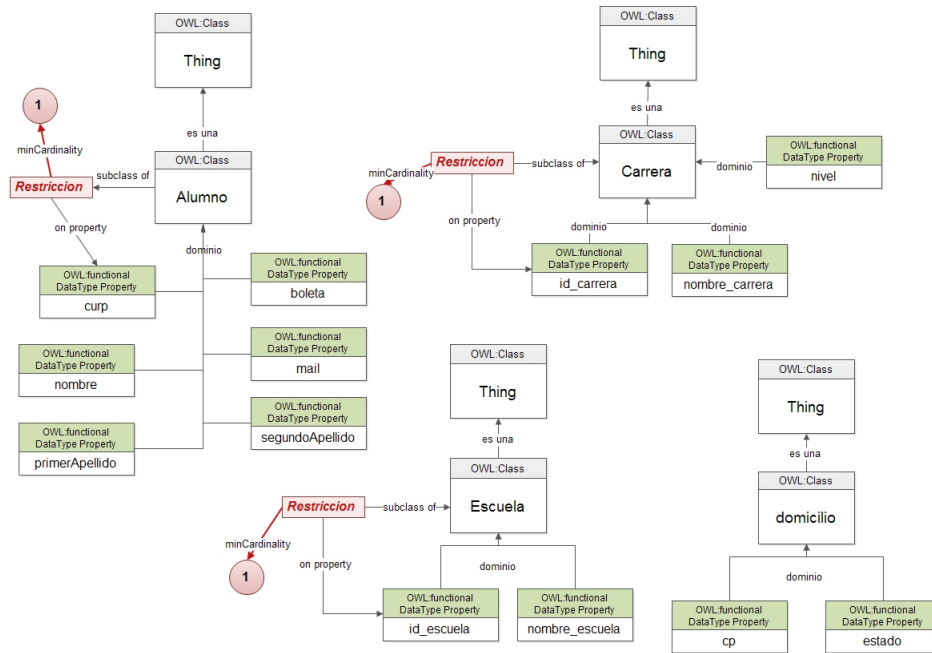 OWL:Class
Thing
es una
OWL:Class
Alumno
1
minCardinality
Restriccion
subclass of
on property
dominio
OWL:functional
DataType Property
curp
OWL:functional
DataType Property
boleta
OWL:functional
DataType Property
nombre
OWL:functional
DataType Property
mail
OWL:functional
DataType Property
primerApellido
OWL:functional
DataType Property
segundoApellido
OWL:Class
Thing
es una
OWL:Class
Carrera
Restriccion
subclass of
minCardinality
1
on property
dominio
OWL:functional
DataType Property
nivel
dominio
dominio
OWL:functional
DataType Property
id_carrera
OWL:functional
DataType Property
nombre_carrera
OWL:Class
Thing
es una
OWL:Class
Escuela
Restriccion
subclass of
minCardinality
1
on property
dominio
OWL:functional
DataType Property
id_escuela
OWL:functional
DataType Property
nombre_escuela
OWL:Class
Thing
es una
OWL:Class
domicilio
dominio
OWL:functional
DataType Property
cp
OWL:functional
DataType Property
estado